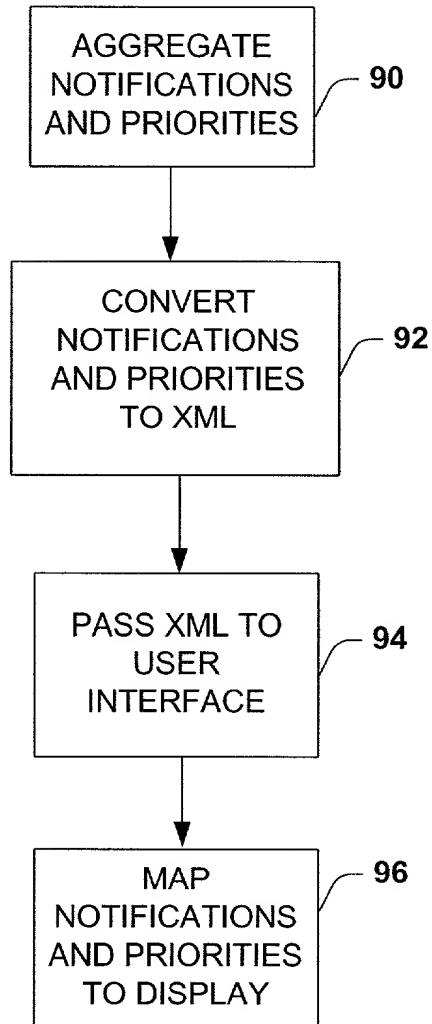 AGGREGATE
NOTIFICATIONS
AND PRIORITIES
90
CONVERT
NOTIFICATIONS
AND PRIORITIES
TO XML
92
PASS XML TO
USER
INTERFACE
94
MAP
NOTIFICATIONS
AND PRIORITIES
TO DISPLAY
96